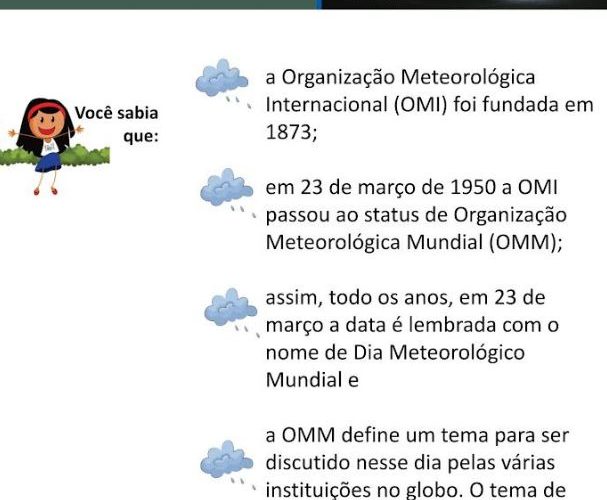 Você sabia
que:
a Organização Meteorológica
Internacional (OMI) foi fundada em
1873;
em 23 de março de 1950 a OMI
passou ao status de Organização
Meteorológica Mundial (OMM);
assim, todo os anos, em 23 de
março a data é lembrada com o
nome de Dia Meteorológico
Mundial e
a OMM define um tema para ser
discutido nesse dia pelas várias
instituições no globo. O tema de